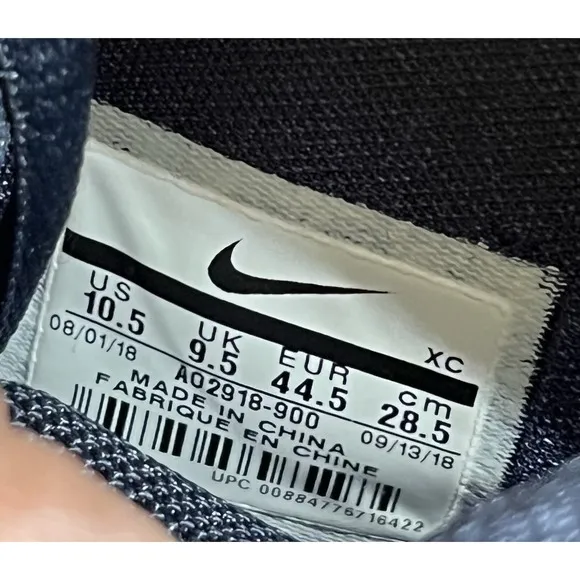 XC
US UK EUR cm
10.5 9.5 44.5 28.5
08/01/18 AO2918-900 09/13/18
MADE IN CHINA
FABRIQUE EN CHINE
UPC 00884776716422